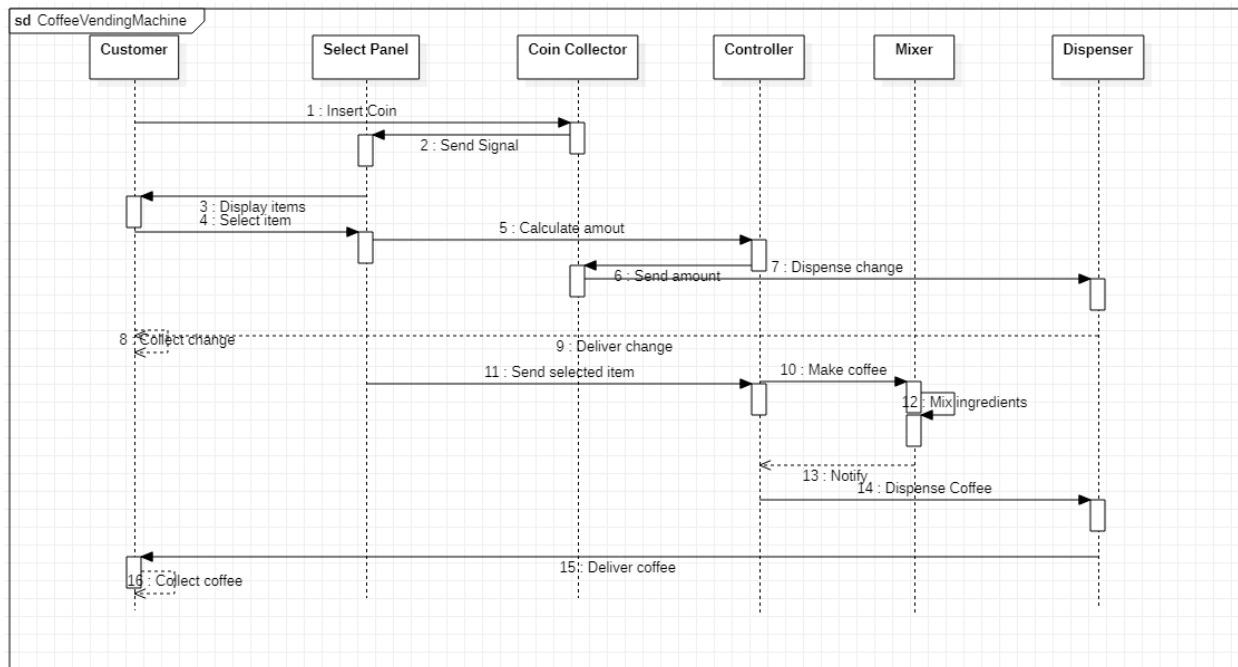 sd CoffeeVendingMachine
Customer
Select Panel
Coin Collector
Controller
Mixer
Dispenser
1 : Insert Coin
2 : Send Signal
3 : Display items
4 : Select item
5 : Calculate amout
6 : Send amount
7 : Dispense change
8 : Collect change
9 : Deliver change
10 : Make coffee
11 : Send selected item
12 : Mix ingredients
13 : Notify
14 : Dispense Coffee
15 : Deliver coffee
16 : Collect coffee